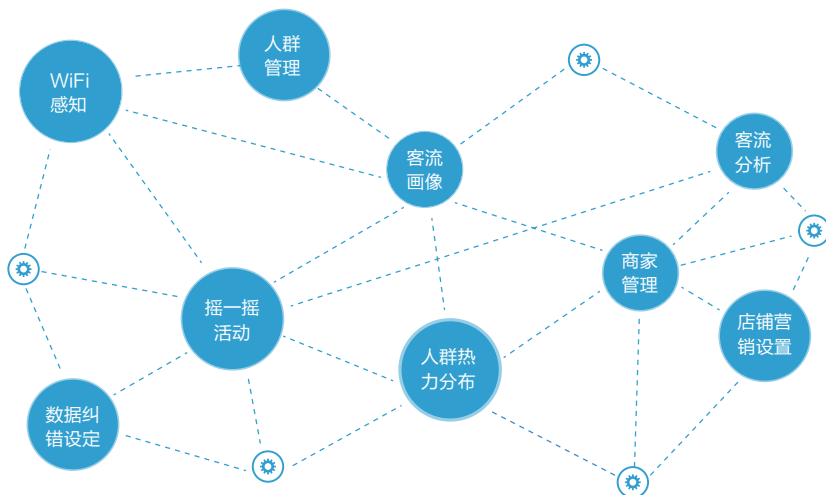 人群
管理
WiFi
感知
客流
分析
客流
画像
商家
管理
摇一摇
活动
店铺营
销设置
人群热
力分布
数据纠
错设定